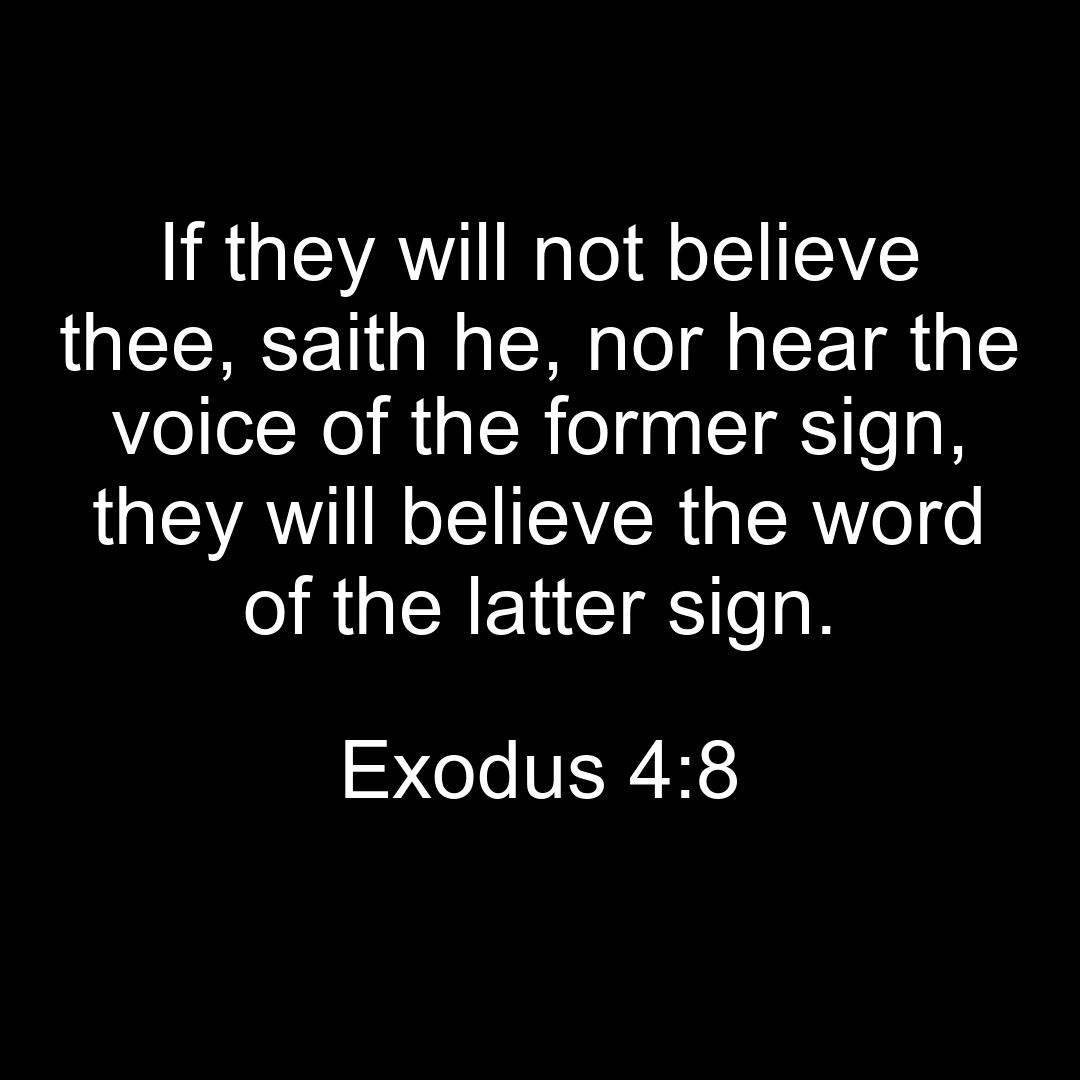 If they will not believe
thee, saith he, nor hear the
voice of the former sign,
they will believe the word
of the latter sign.
Exodus 4:8